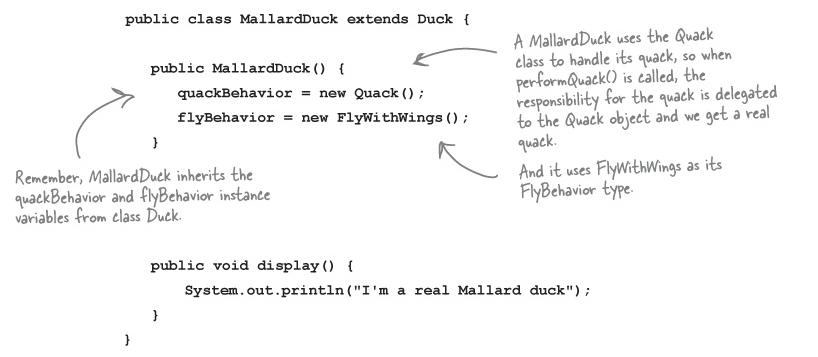 public class MallardDuck extends Duck {
public MallardDuck() {
quackBehavior = new Quack();
flyBehavior = new FlyWithWings();
}
A MallardDuck uses the Quack
class to handle its quack, so when
performQuack() is called, the
responsibility for the quack is delegated
to the Quack object and we get a real
quack.
And it uses FlyWithWings as its
FlyBehavior type.
Remember, MallardDuck inherits the
quackBehavior and flyBehavior instance
variables from class Duck.
public void display() {
System.out.println("I'm a real Mallard duck");
}
}